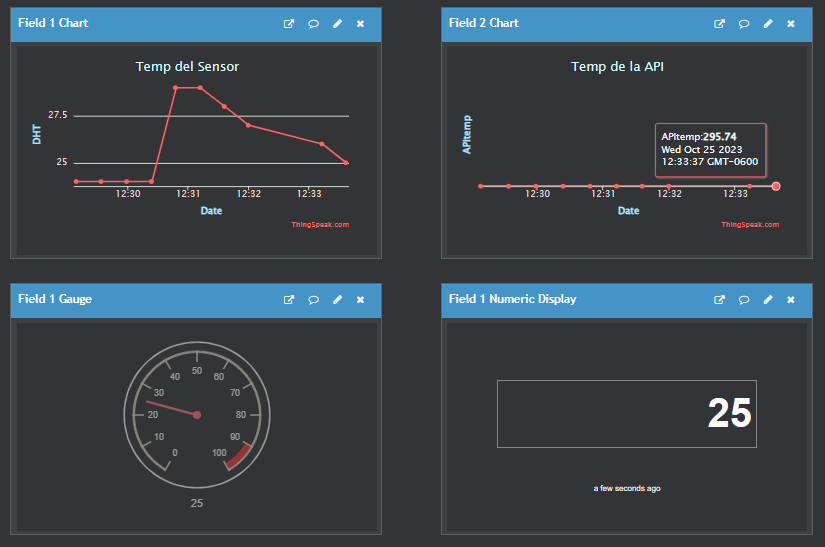 Field 1 Chart
Temp del Sensor
DHT
27.5
25
12:30 12:31 12:32 12:33
Date
ThingSpeak.com
Field 2 Chart
Temp de la API
APItemp
APItemp:295.74
Wed Oct 25 2023
12:33:37 GMT-0600
12:30 12:31 12:32 12:33
Date
ThingSpeak.com
Field 1 Gauge
0 10 20 30 40 50 60 70 80 90 100
25
Field 1 Numeric Display
25
a few seconds ago